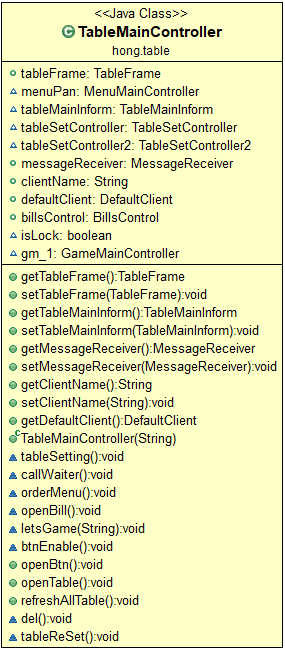 <<Java Class>>
TableMainController
hong.table
tableFrame: TableFrame
menuPan: MenuMainController
tableMainInform: TableMainInform
tableSetController: TableSetController
tableSetController2: TableSetController2
messageReceiver: MessageReceiver
clientName: String
defaultClient: DefaultClient
billsControl: BillsControl
isLock: boolean
gm_1: GameMainController
getTableFrame():TableFrame
setTableFrame(TableFrame):void
getTableMainInform():TableMainInform
setTableMainInform(TableMainInform):void
getMessageReceiver():MessageReceiver
setMessageReceiver(MessageReceiver):void
getClientName():String
setClientName(String):void
getDefaultClient():DefaultClient
TableMainController(String)
tableSetting():void
callWaiter():void
orderMenu():void
openBill():void
letsGame(String):void
btnEnable():void
openBtn():void
openTable():void
refreshAllTable():void
del():void
tableReSet():void